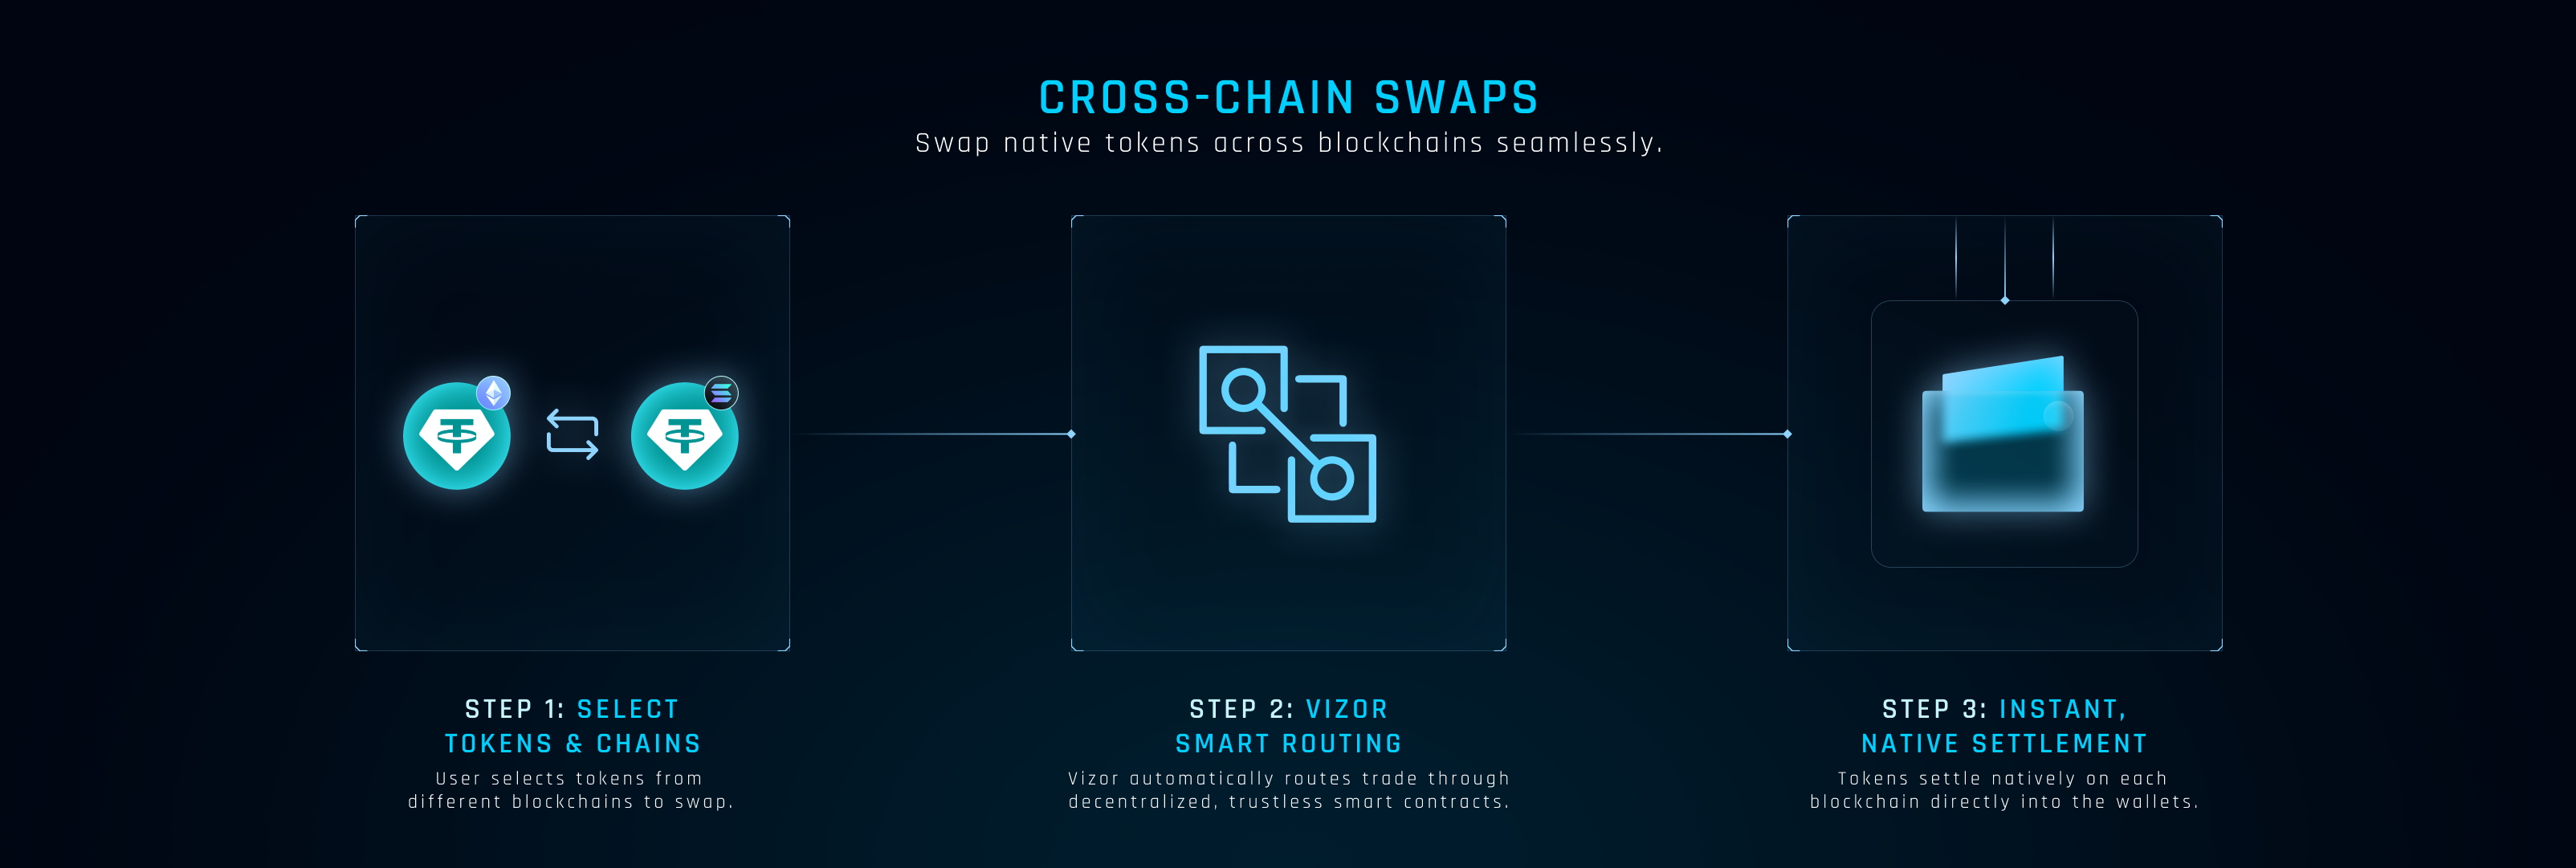 CROSS-CHAIN SWAPS
Swap native tokens across blockchains seamlessly.
STEP 1: SELECT
TOKENS & CHAINS
User selects tokens from
different blockchains to swap.
STEP 2: VIZOR
SMART ROUTING
Vizor automatically routes trade through
decentralized, trustless smart contracts.
STEP 3: INSTANT,
NATIVE SETTLEMENT
Tokens settle natively on each
blockchain directly into the wallets.